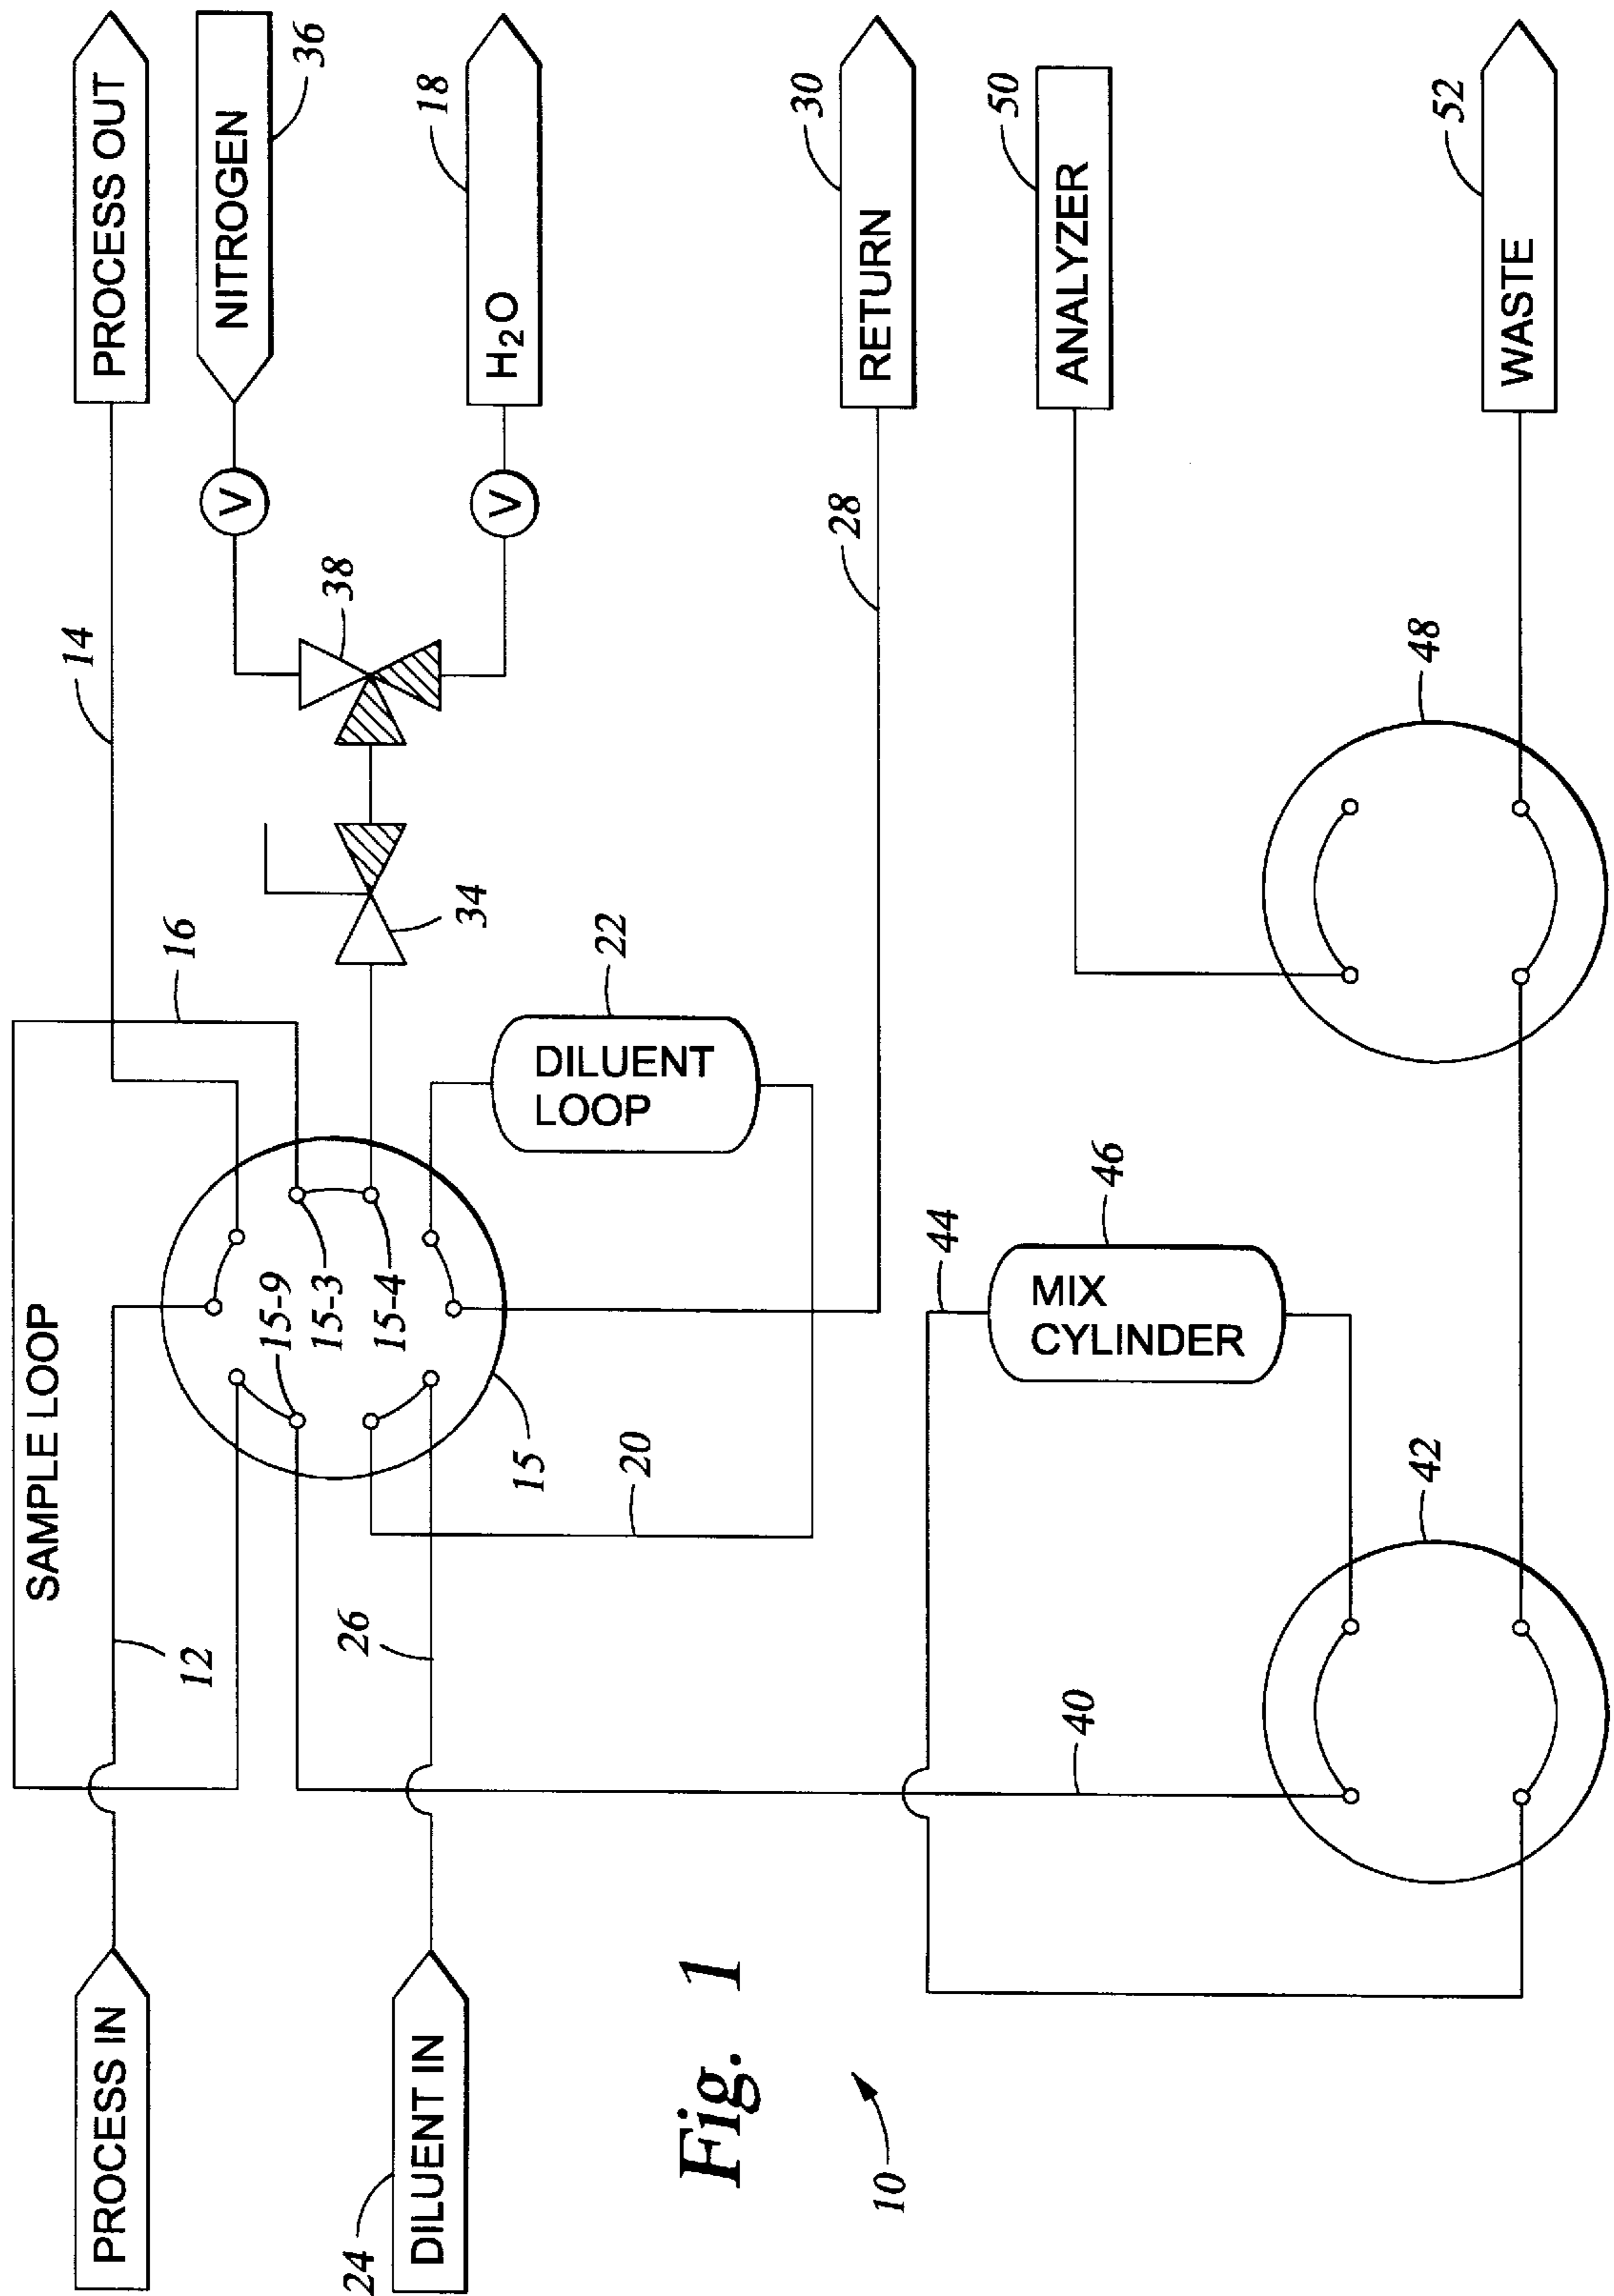 PROCESS OUT
NITROGEN
36
H₂O
18
RETURN
30
ANALYZER
50
WASTE
52
V
V
14
38
28
48
34
16
22
DILUENT
LOOP
15-9
15-3
15-4
44
46
MIX
CYLINDER
SAMPLE LOOP
15
20
42
12
26
40
PROCESS IN
24
DILUENT IN
Fig. 1
10